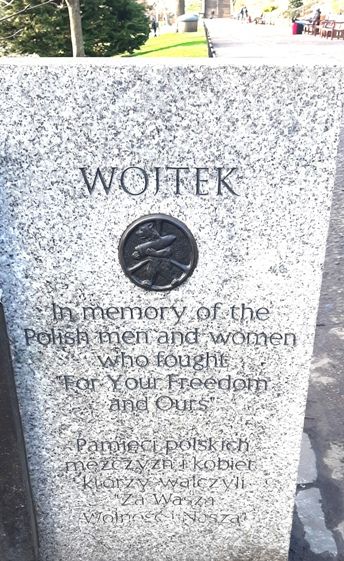 WOJTEK
In memory of the
Polish men and women
who fought
"For Your Freedom
and Ours"
Pamięci polskich
mężczyzn i kobiet
którzy walczyli
"Za Waszą
Wolność i Naszą"